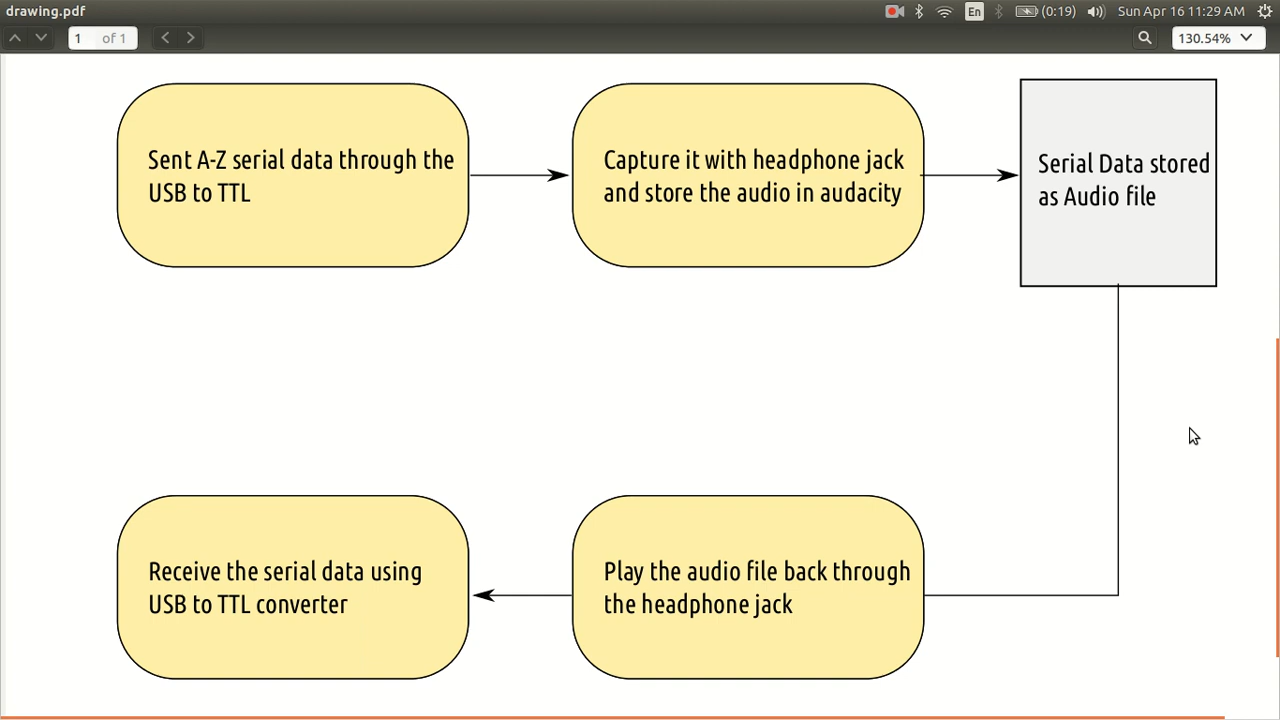 drawing.pdf
En
(0:19)
Sun Apr 16 11:29 AM
1 of 1
130.54%
Sent A-Z serial data through the
USB to TTL
Capture it with headphone jack
and store the audio in audacity
Serial Data stored
as Audio file
Receive the serial data using
USB to TTL converter
Play the audio file back through
the headphone jack